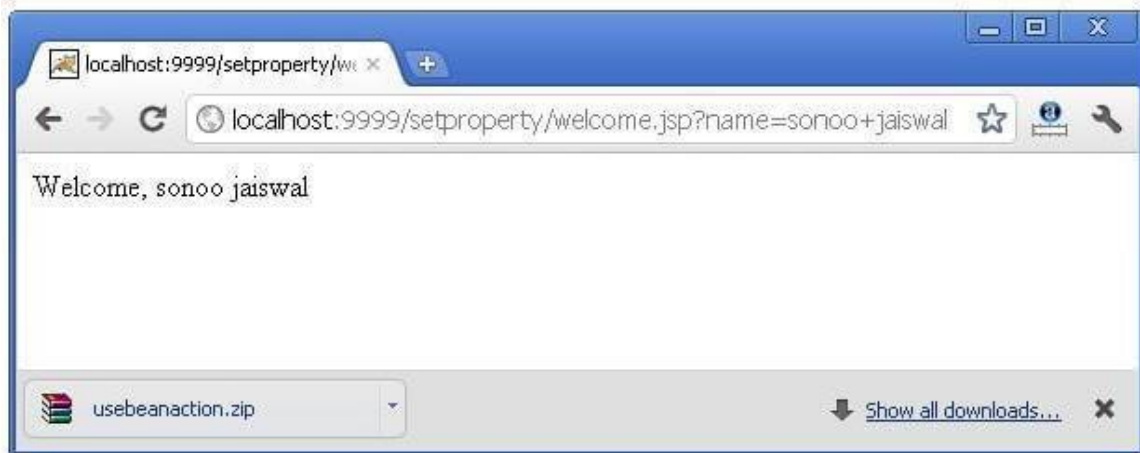 localhost:9999/setproperty/we
localhost:9999/setproperty/welcome.jsp?name=sonoo+jaiswal
Welcome, sonoo jaiswal
usebeanaction.zip
Show all downloads...